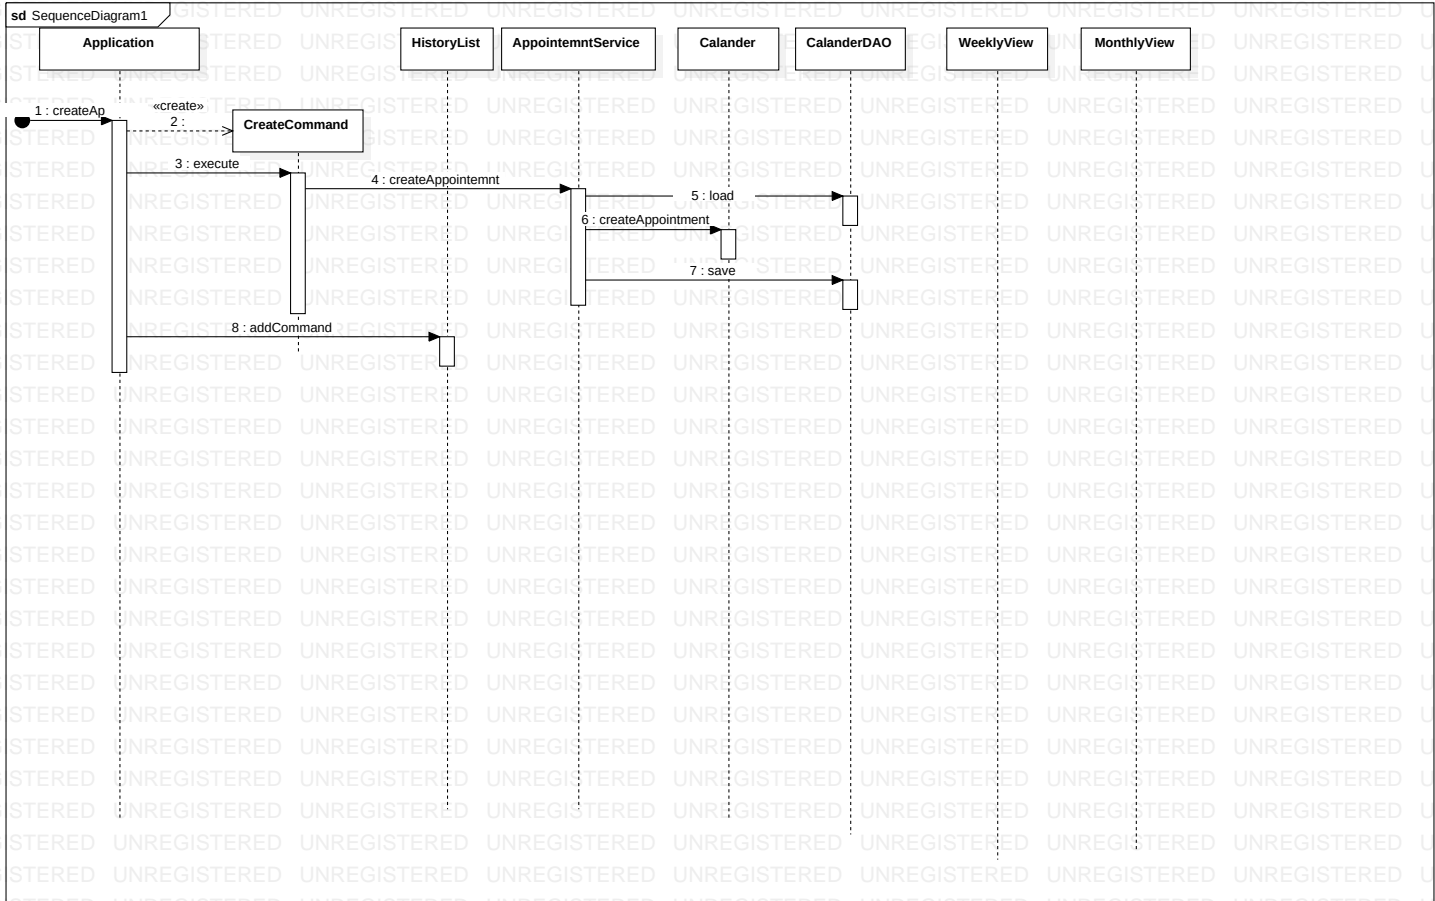 sd SequenceDiagram1
Application
HistoryList
AppointemntService
Calander
CalanderDAO
WeeklyView
MonthlyView
1 : createAp
«create»
2 :
CreateCommand
3 : execute
4 : createAppointemnt
5 : load
6 : createAppointment
7 : save
8 : addCommand
UNREGISTERED